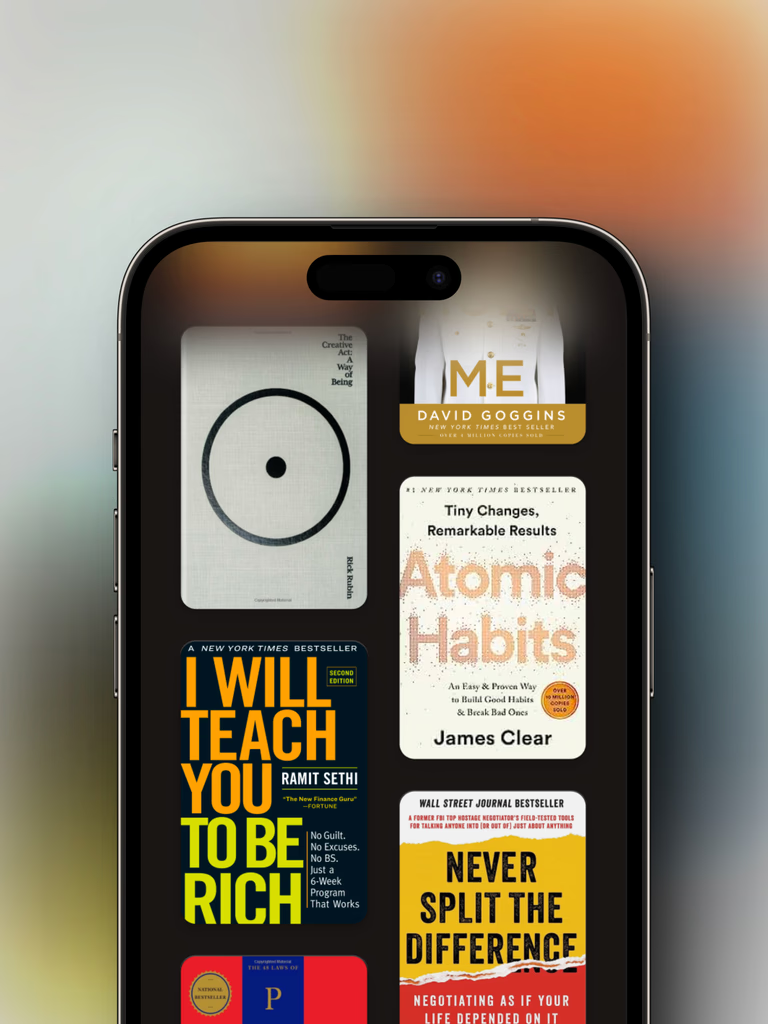 The
Creative
Act:
A
Way
of
Being
Rick Rubin
Copyrighted Material
A NEW YORK TIMES BESTSELLER
I WILL
TEACH
YOU
TO BE
RICH
SECOND
EDITION
RAMIT SETHI
"The New Finance Guru"
—FORTUNE
No Guilt.
No Excuses.
No BS.
Just a
6-Week
Program
That Works
Copyrighted Material
THE 48 LAWS OF
P
NATIONAL
BESTSELLER
ME
DAVID GOGGINS
NEW YORK TIMES BEST SELLER
OVER 4 MILLION COPIES SOLD
#1 NEW YORK TIMES BESTSELLER
Tiny Changes,
Remarkable Results
Atomic
Habits
An Easy & Proven Way
to Build Good Habits
& Break Bad Ones
OVER
10 MILLION
COPIES
SOLD
James Clear
WALL STREET JOURNAL BESTSELLER
A FORMER FBI TOP HOSTAGE NEGOTIATOR'S FIELD-TESTED TOOLS
FOR TALKING ANYONE INTO (OR OUT OF) JUST ABOUT ANYTHING
NEVER
SPLIT THE
DIFFERENCE
NEGOTIATING AS IF YOUR
LIFE DEPENDED ON IT